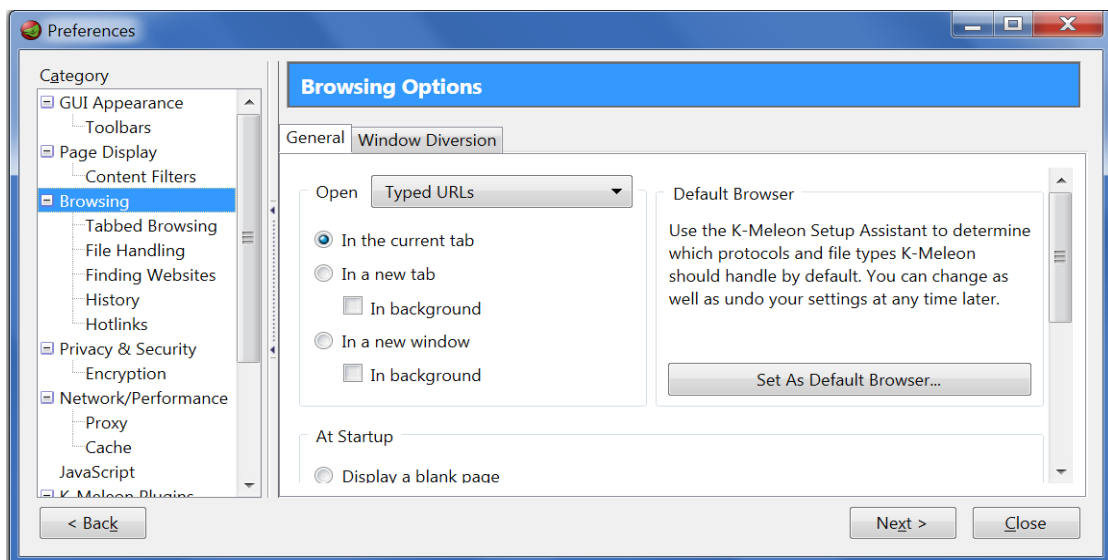 Preferences
Category
GUI Appearance
Toolbars
Page Display
Content Filters
Browsing
Tabbed Browsing
File Handling
Finding Websites
History
Hotlinks
Privacy & Security
Encryption
Network/Performance
Proxy
Cache
JavaScript
K-Meleon Plugins
Browsing Options
General Window Diversion
Open Typed URLs
In the current tab
In a new tab
In background
In a new window
In background
Default Browser
Use the K-Meleon Setup Assistant to determine
which protocols and file types K-Meleon
should handle by default. You can change as
well as undo your settings at any time later.
Set As Default Browser...
At Startup
Display a blank page
< Back
Next >
Close